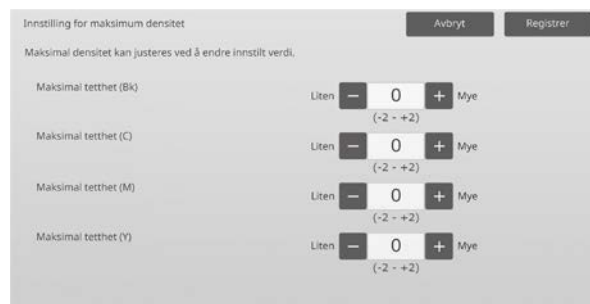 Innstilling for maksimum densitet
Avbryt
Registrer
Maksimal densitet kan justeres ved å endre innstilt verdi.
Maksimal tetthet (Bk)
Liten − 0 + Mye
(-2 - +2)
Maksimal tetthet (C)
Liten − 0 + Mye
(-2 - +2)
Maksimal tetthet (M)
Liten − 0 + Mye
(-2 - +2)
Maksimal tetthet (Y)
Liten − 0 + Mye
(-2 - +2)